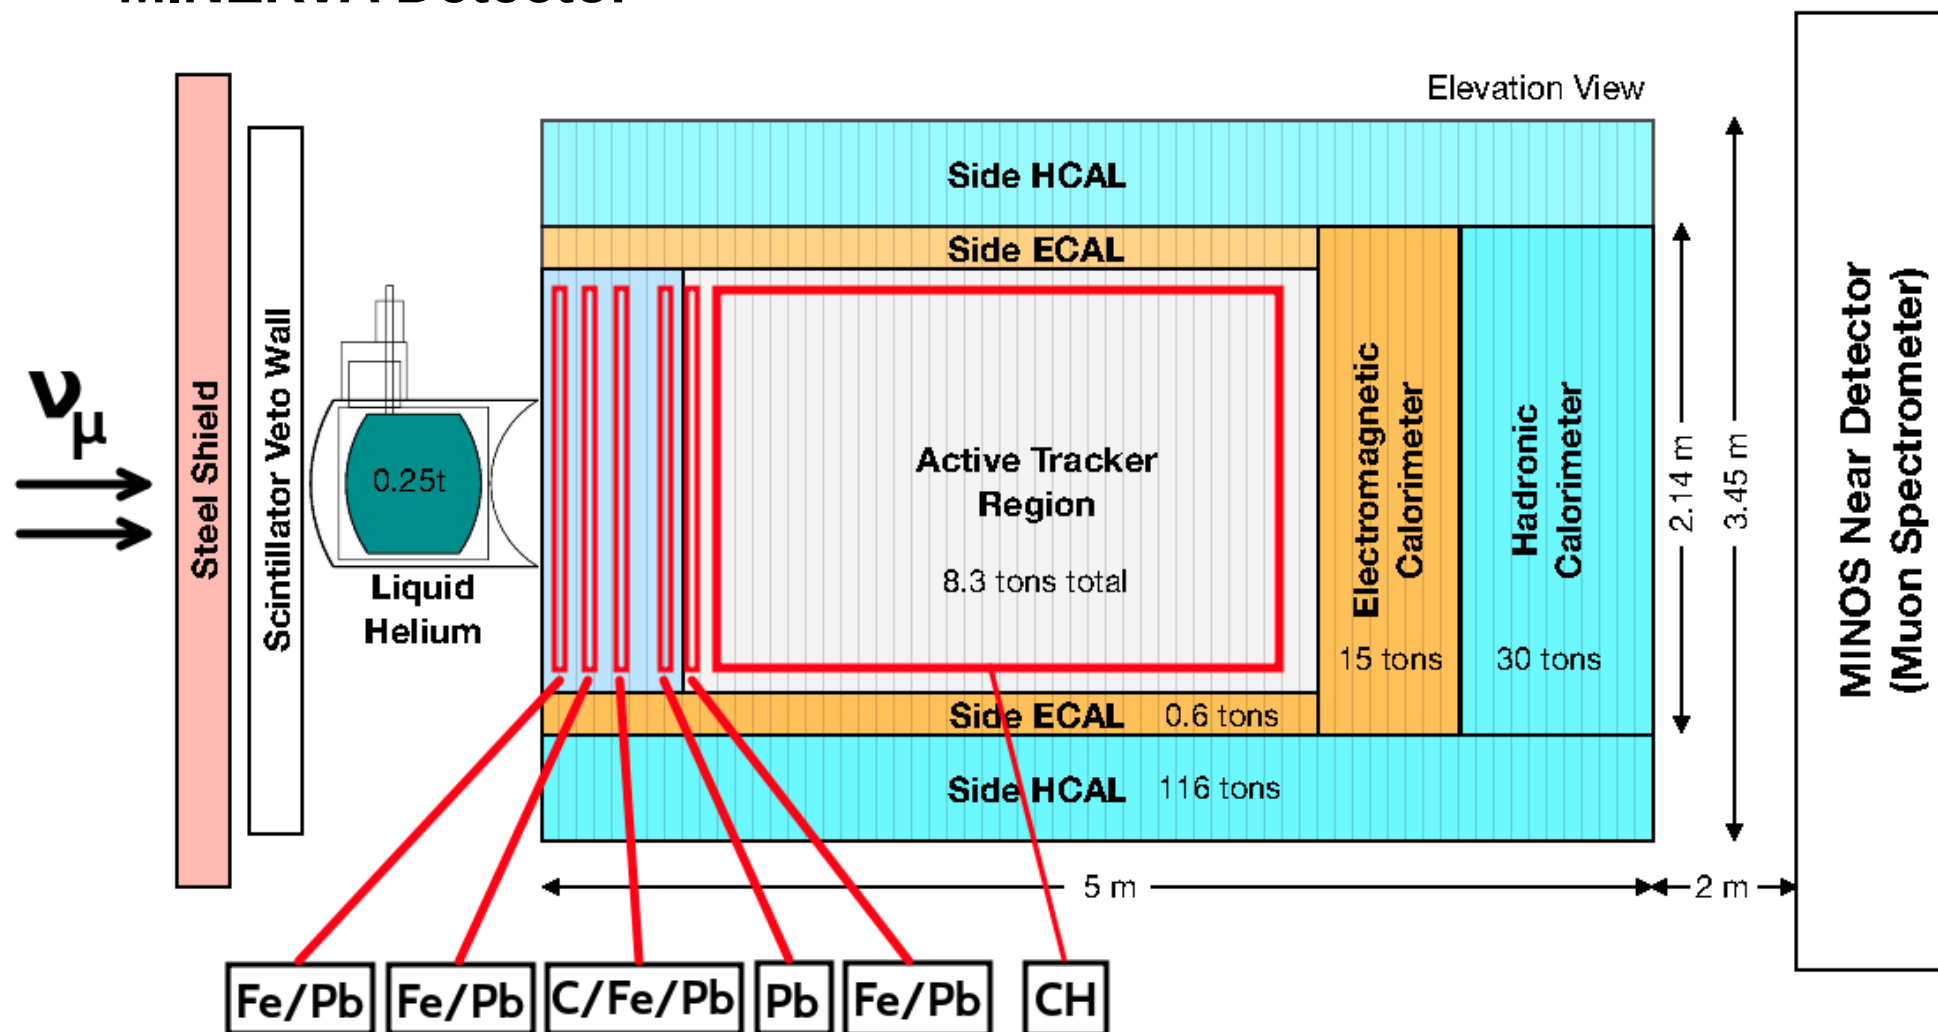 MINERVA Detector
Elevation View
Side HCAL
Side ECAL
ν
μ
Steel Shield
Scintillator Veto Wall
0.25t
Liquid
Helium
Active Tracker
Region
8.3 tons total
Electromagnetic
Calorimeter
15 tons
Hadronic
Calorimeter
30 tons
2.14 m
3.45 m
MINOS Near Detector
(Muon Spectrometer)
Side ECAL 0.6 tons
Side HCAL 116 tons
5 m
2 m
Fe/Pb
Fe/Pb
C/Fe/Pb
Pb
Fe/Pb
CH